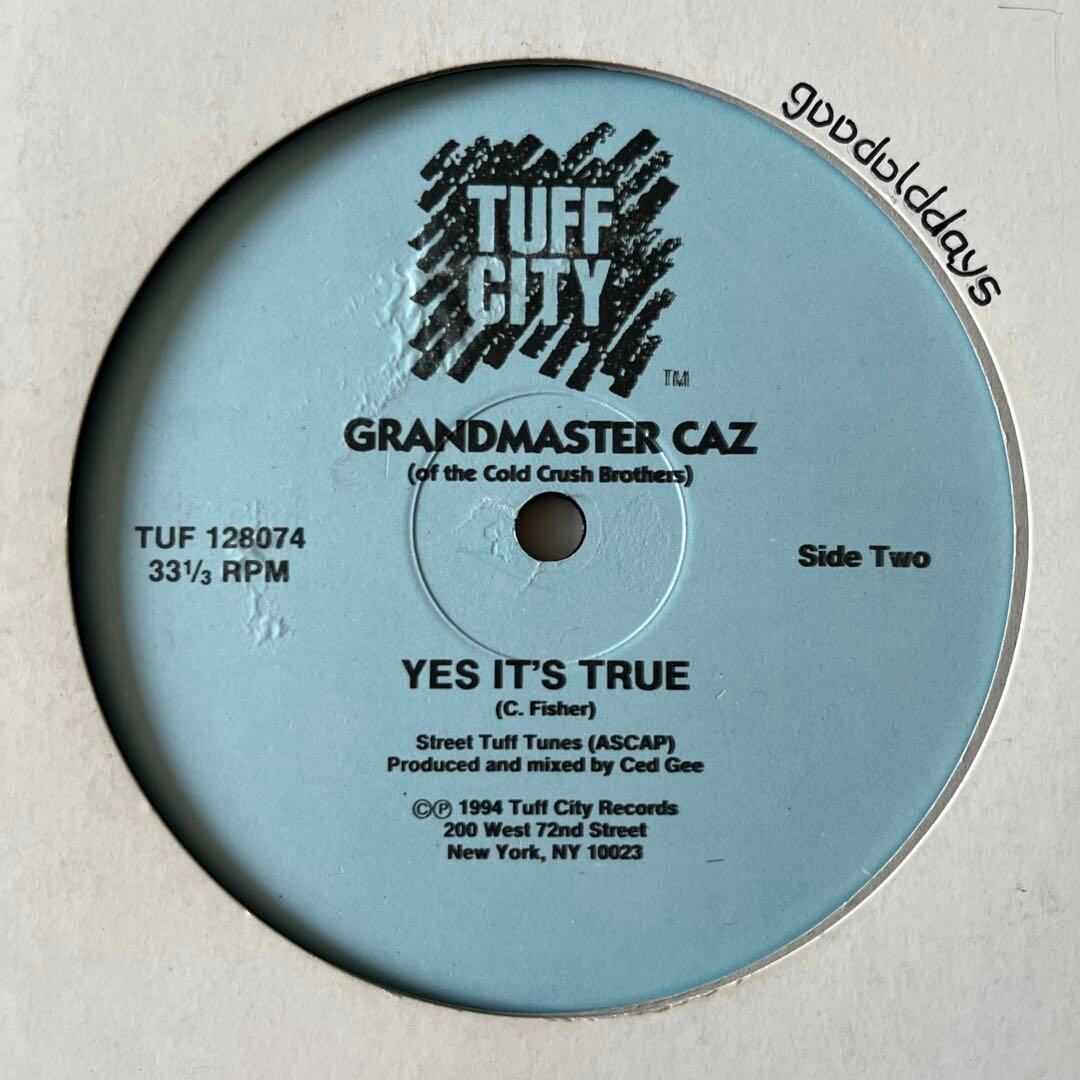 gooddolddays
TUFF
CITY
TM
GRANDMASTER CAZ
(of the Cold Crush Brothers)
TUF 128074
33⅓ RPM
Side Two
YES IT'S TRUE
(C. Fisher)
Street Tuff Tunes (ASCAP)
Produced and mixed by Ced Gee
©℗ 1994 Tuff City Records
200 West 72nd Street
New York, NY 10023